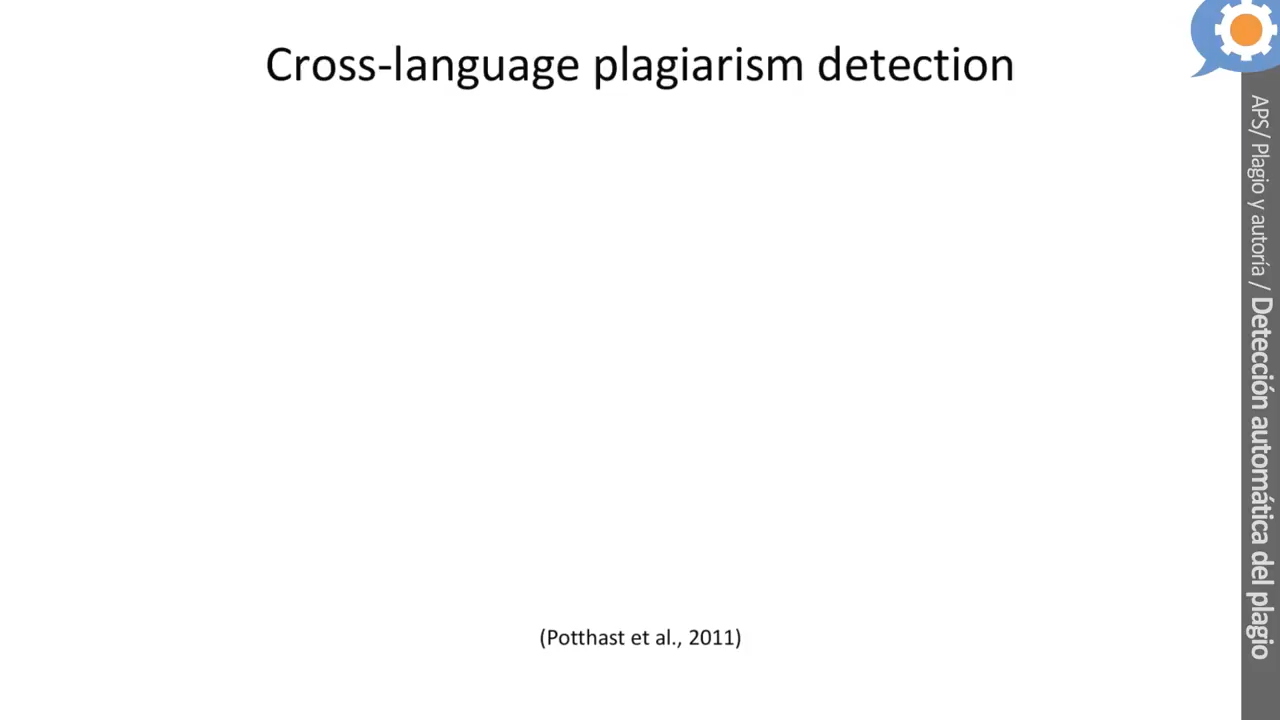 Cross-language plagiarism detection
(Potthast et al., 2011)
APS/ Plagio y autoría / Detección automática del plagio